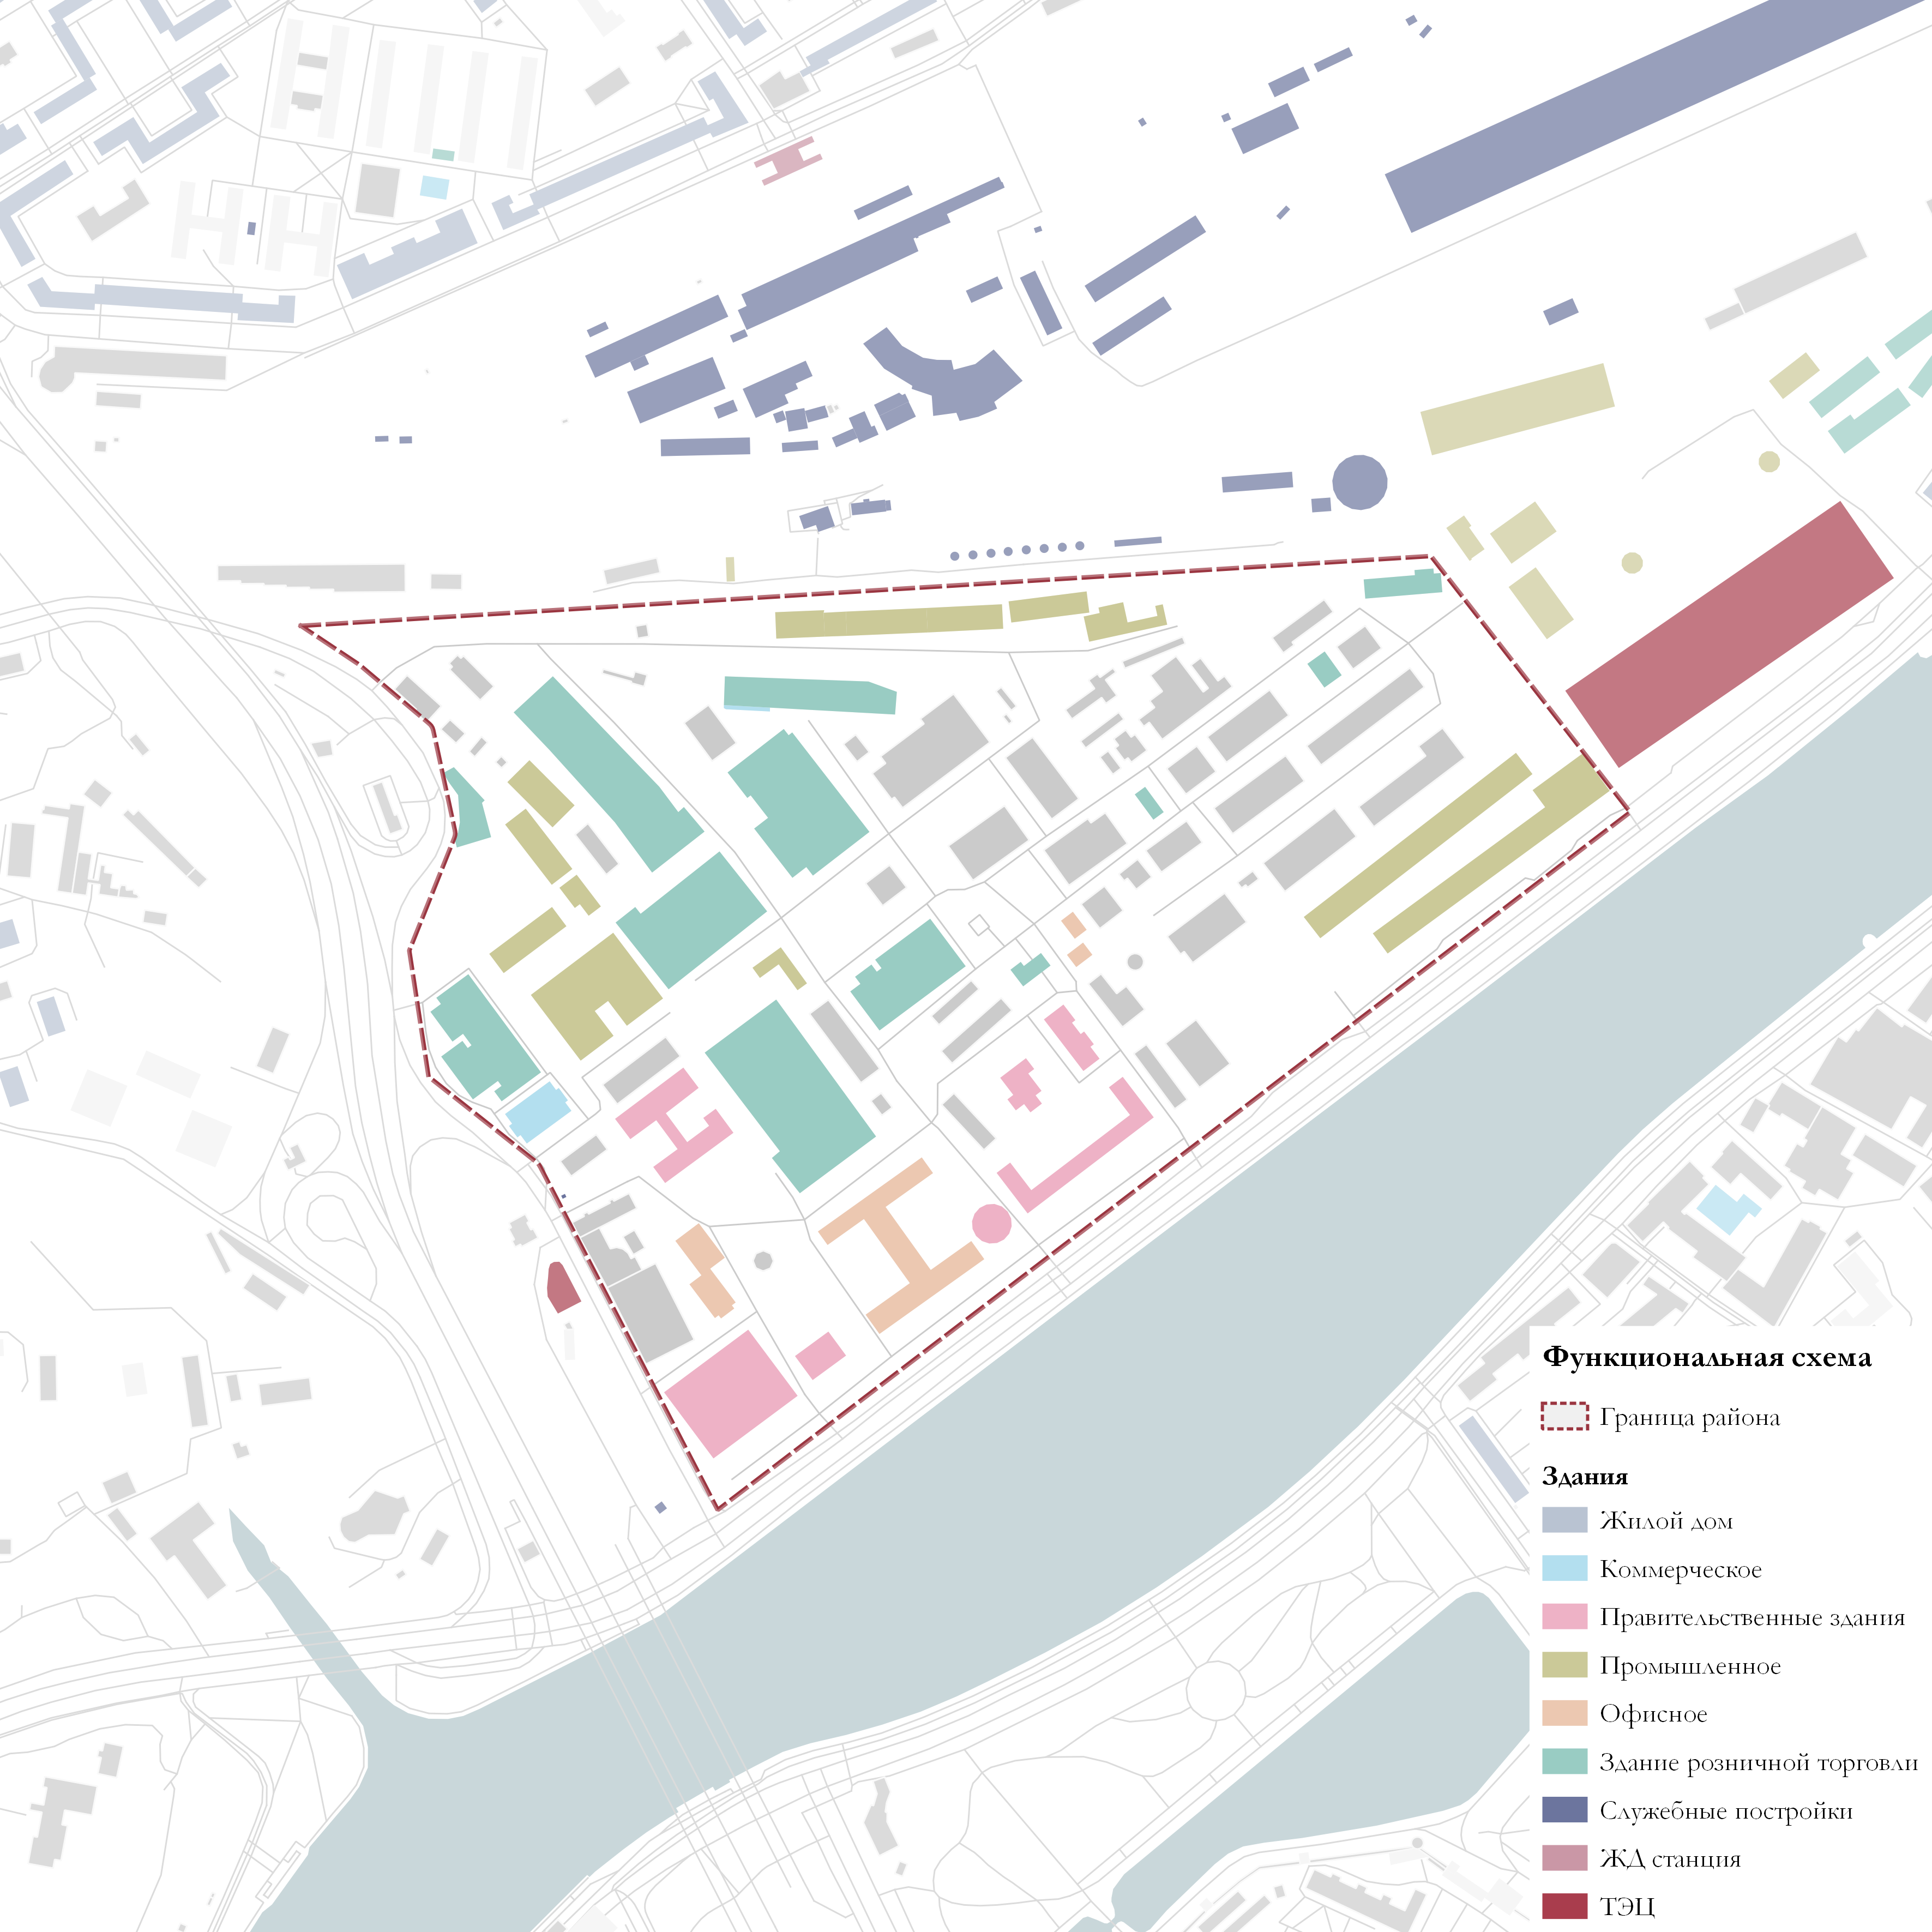 Функциональная схема
Граница района
Здания
Жилой дом
Коммерческое
Правительственные здания
Промышленное
Офисное
Здание розничной торговли
Служебные постройки
ЖД станция
ТЭЦ